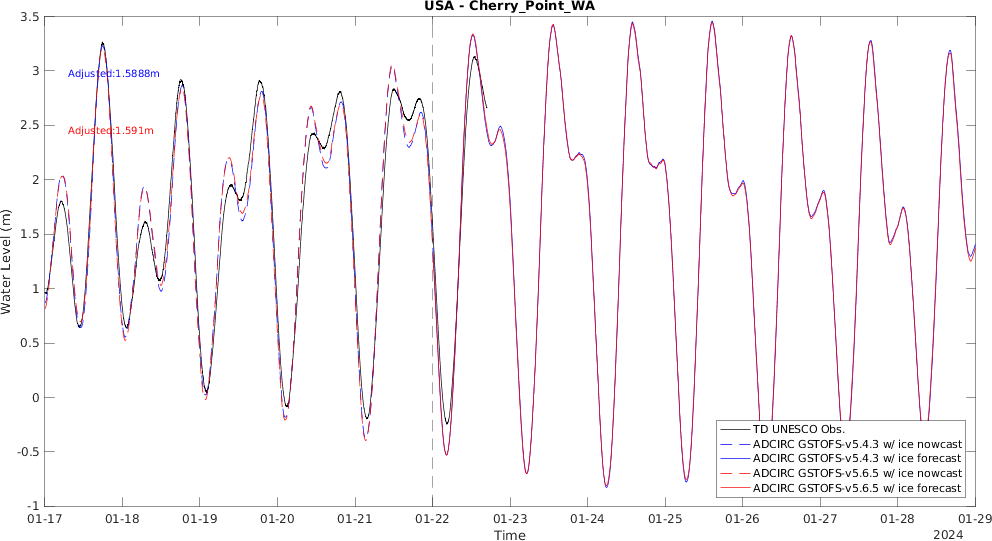 USA - Cherry_Point_WA
3.5
3
2.5
2
1.5
1
0.5
0
-0.5
-1
Water Level (m)
Adjusted:1.5888m
Adjusted:1.591m
TD UNESCO Obs.
ADCIRC GSTOFS-v5.4.3 w/ ice nowcast
ADCIRC GSTOFS-v5.4.3 w/ ice forecast
ADCIRC GSTOFS-v5.6.5 w/ ice nowcast
ADCIRC GSTOFS-v5.6.5 w/ ice forecast
01-17 01-18 01-19 01-20 01-21 01-22 01-23 01-24 01-25 01-26 01-27 01-28 01-29
Time
2024